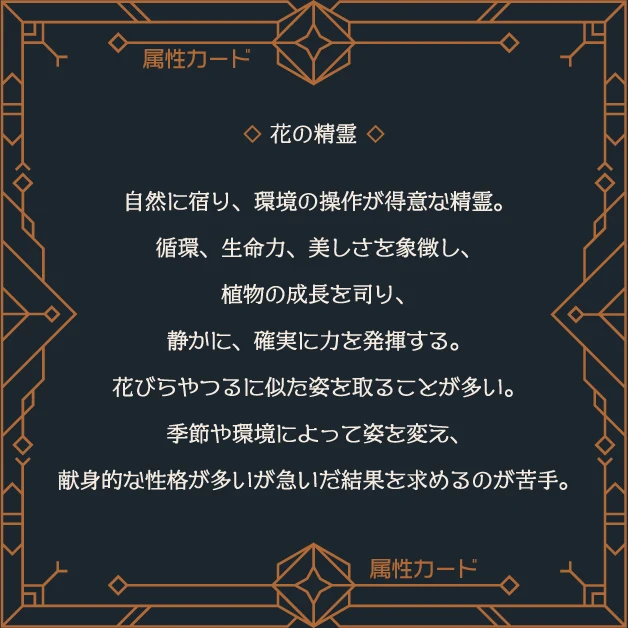 属性カード
◇ 花の精霊 ◇
自然に宿り、環境の操作が得意な精霊。
循環、生命力、美しさを象徴し、
植物の成長を司り、
静かに、確実に力を発揮する。
花びらやつるに似た姿を取ることが多い。
季節や環境によって姿を変え、
献身的な性格が多いが急いだ結果を求めるのが苦手。
属性カード